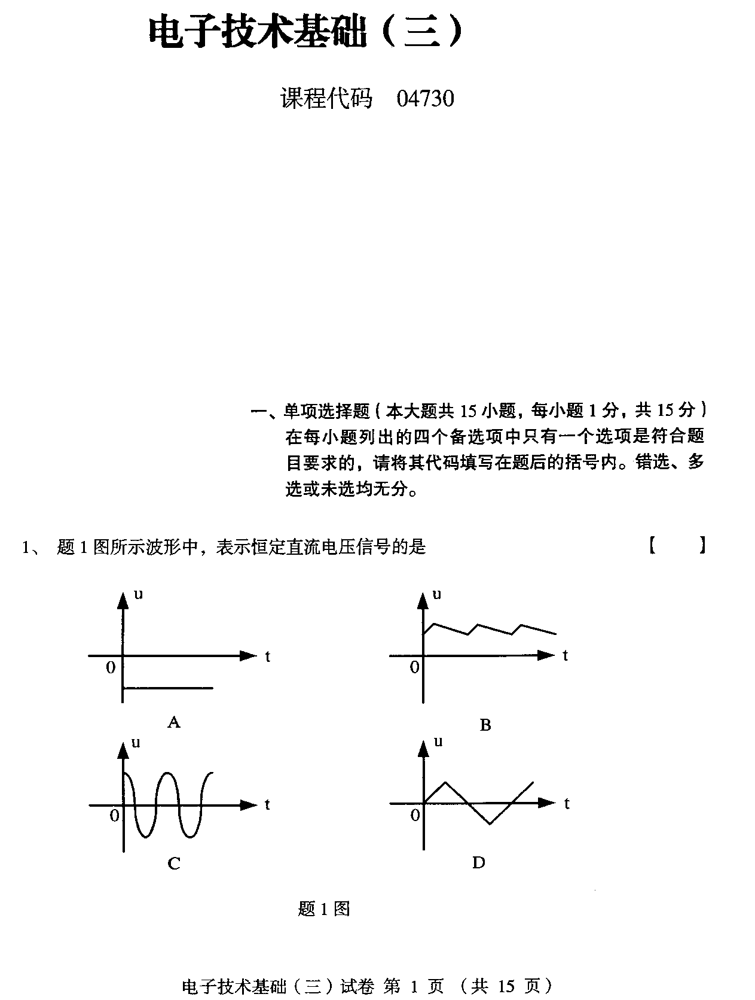 电子技术基础（三）
课程代码 04730
一、单项选择题（本大题共 15 小题，每小题 1 分，共 15 分）
在每小题列出的四个备选项中只有一个选项是符合题
目要求的，请将其代码填写在题后的括号内。错选、多
选或未选均无分。
1、 题 1 图所示波形中，表示恒定直流电压信号的是 【 】
u
t
0
A
u
t
0
B
u
t
0
C
u
t
0
D
题 1 图
电子技术基础（三）试卷 第 1 页 （共 15 页）